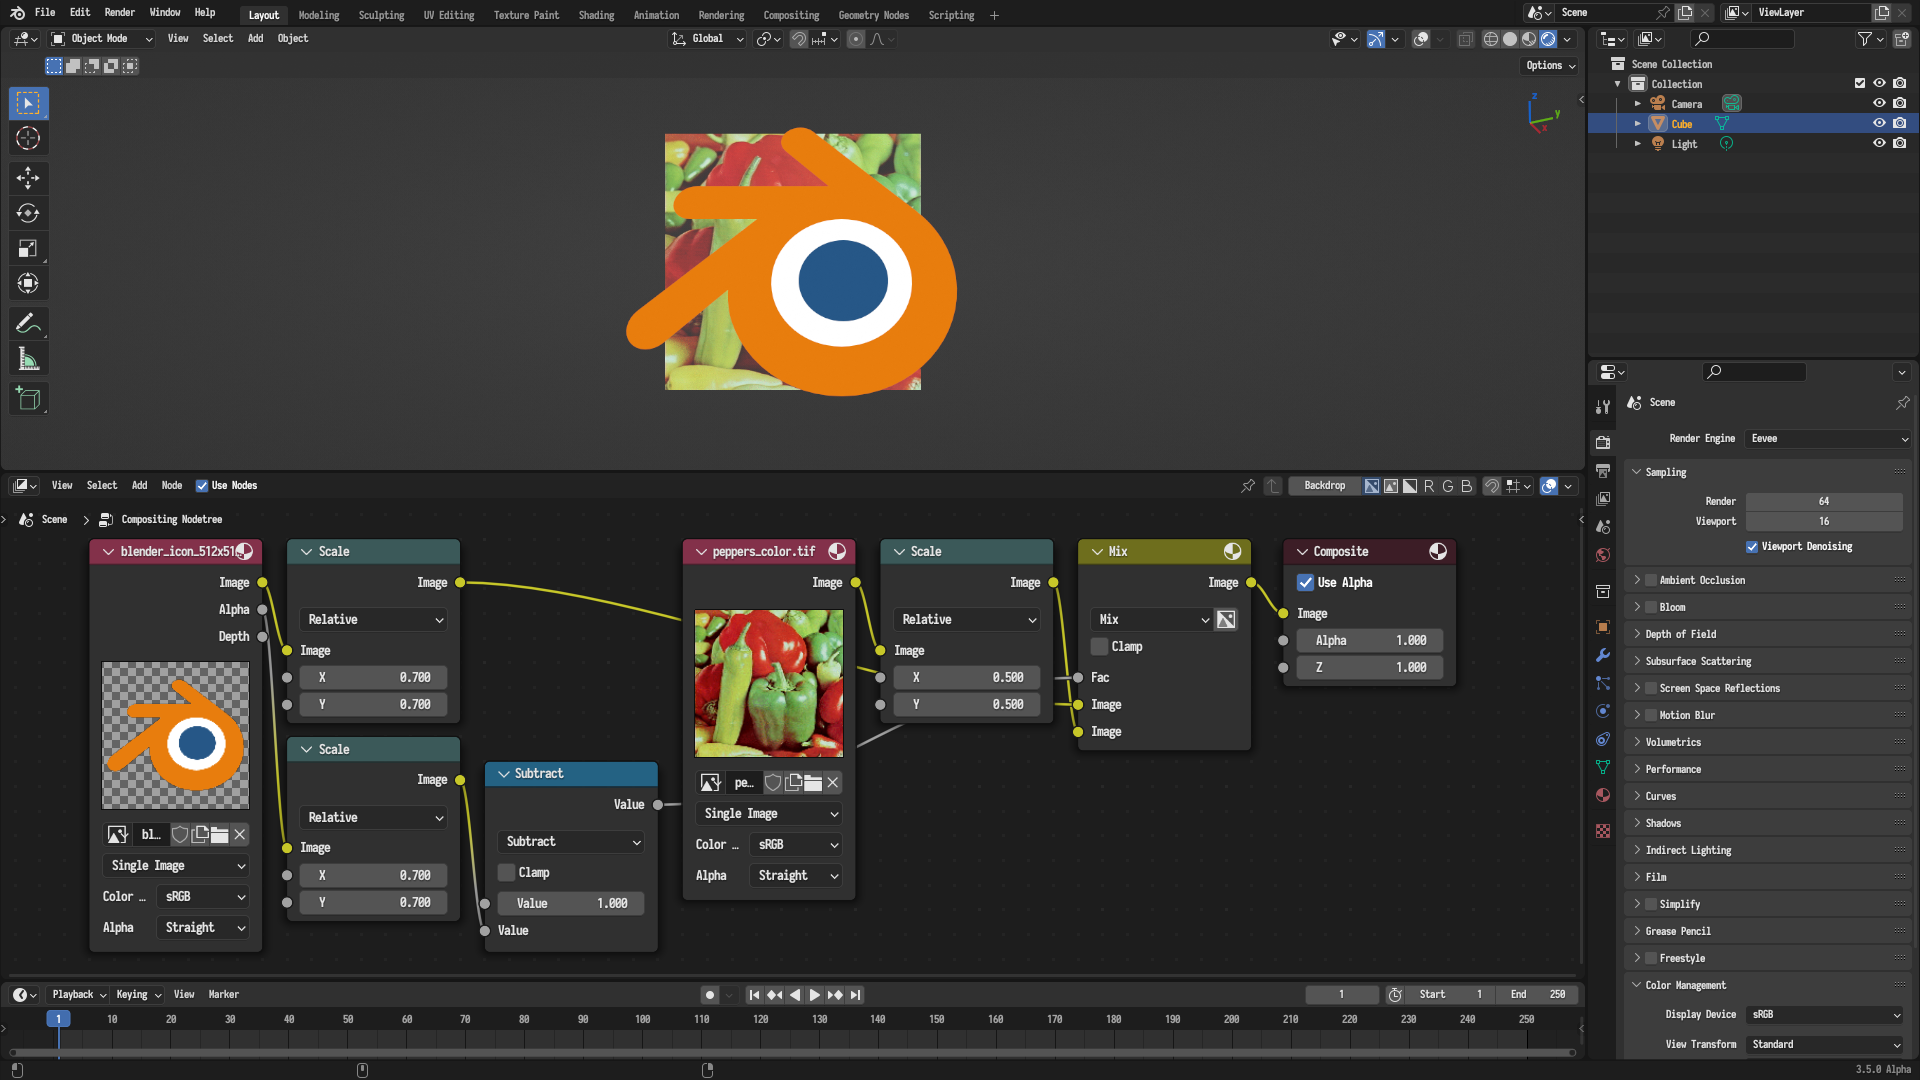 File Edit Render Window Help Layout Modeling Sculpting UV Editing Texture Paint Shading Animation Rendering Compositing Geometry Nodes Scripting + Scene ViewLayer
Object Mode View Select Add Object Global
Options
Z
Y
X
Scene Collection
Collection
Camera
Cube
Light
Scene
Render Engine Eevee
Sampling
Render 64
Viewport 16
Viewport Denoising
Ambient Occlusion
Bloom
Depth of Field
Subsurface Scattering
Screen Space Reflections
Motion Blur
Volumetrics
Performance
Curves
Shadows
Indirect Lighting
Film
Simplify
Grease Pencil
Freestyle
Color Management
Display Device sRGB
View Transform Standard
View Select Add Node Use Nodes Backdrop R G B
Scene > Compositing Nodetree
blender_icon_512x51
Image
Alpha
Depth
bl...
Single Image
Color ... sRGB
Alpha Straight
Scale
Image
Relative
Image
X 0.700
Y 0.700
Scale
Image
Relative
Image
X 0.700
Y 0.700
Subtract
Value
Subtract
Clamp
Value 1.000
Value
peppers_color.tif
Image
pe...
Single Image
Color ... sRGB
Alpha Straight
Scale
Image
Relative
Image
X 0.500
Y 0.500
Mix
Image
Mix
Clamp
Fac
Image
Image
Composite
Use Alpha
Image
Alpha 1.000
Z 1.000
Playback Keying View Marker 1 Start 1 End 250
1 10 20 30 40 50 60 70 80 90 100 110 120 130 140 150 160 170 180 190 200 210 220 230 240 250
3.5.0 Alpha